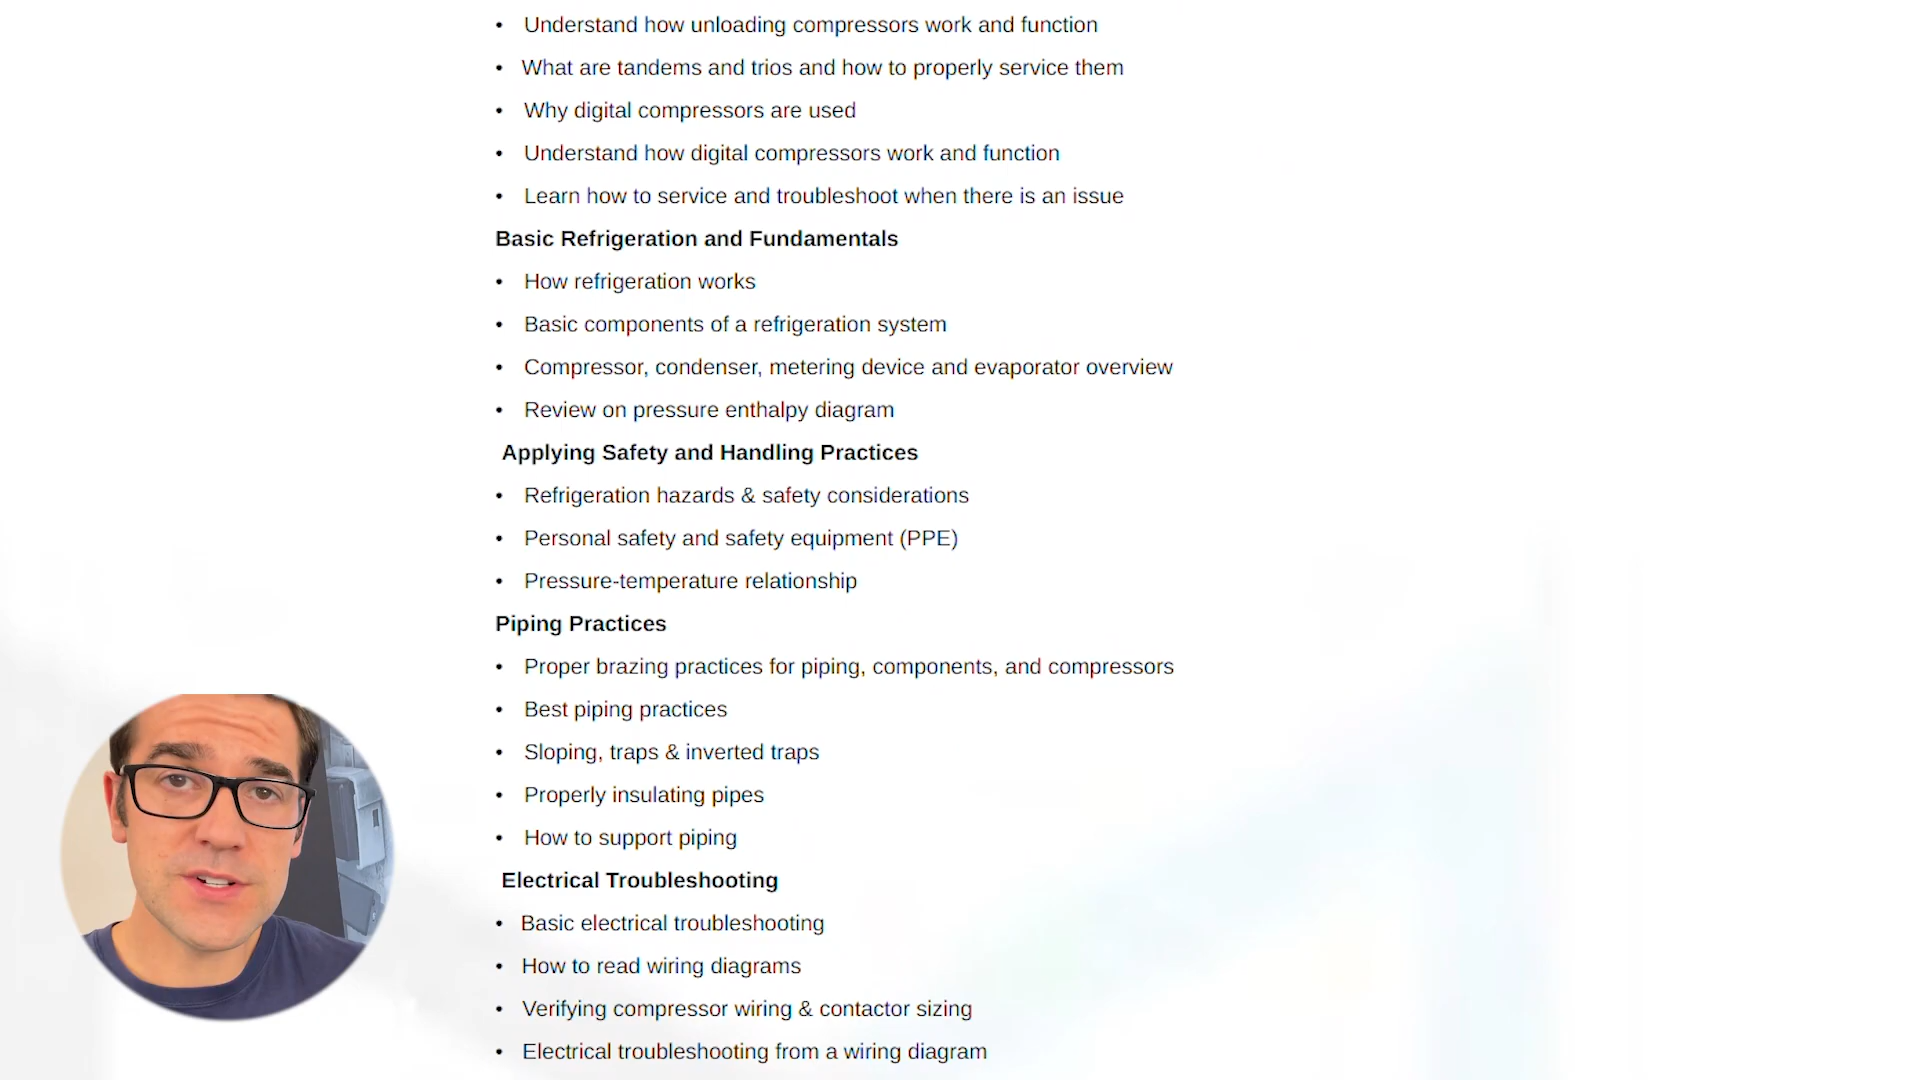 • Understand how unloading compressors work and function
• What are tandems and trios and how to properly service them
• Why digital compressors are used
• Understand how digital compressors work and function
• Learn how to service and troubleshoot when there is an issue
Basic Refrigeration and Fundamentals
• How refrigeration works
• Basic components of a refrigeration system
• Compressor, condenser, metering device and evaporator overview
• Review on pressure enthalpy diagram
Applying Safety and Handling Practices
• Refrigeration hazards & safety considerations
• Personal safety and safety equipment (PPE)
• Pressure-temperature relationship
Piping Practices
• Proper brazing practices for piping, components, and compressors
• Best piping practices
• Sloping, traps & inverted traps
• Properly insulating pipes
• How to support piping
Electrical Troubleshooting
• Basic electrical troubleshooting
• How to read wiring diagrams
• Verifying compressor wiring & contactor sizing
• Electrical troubleshooting from a wiring diagram